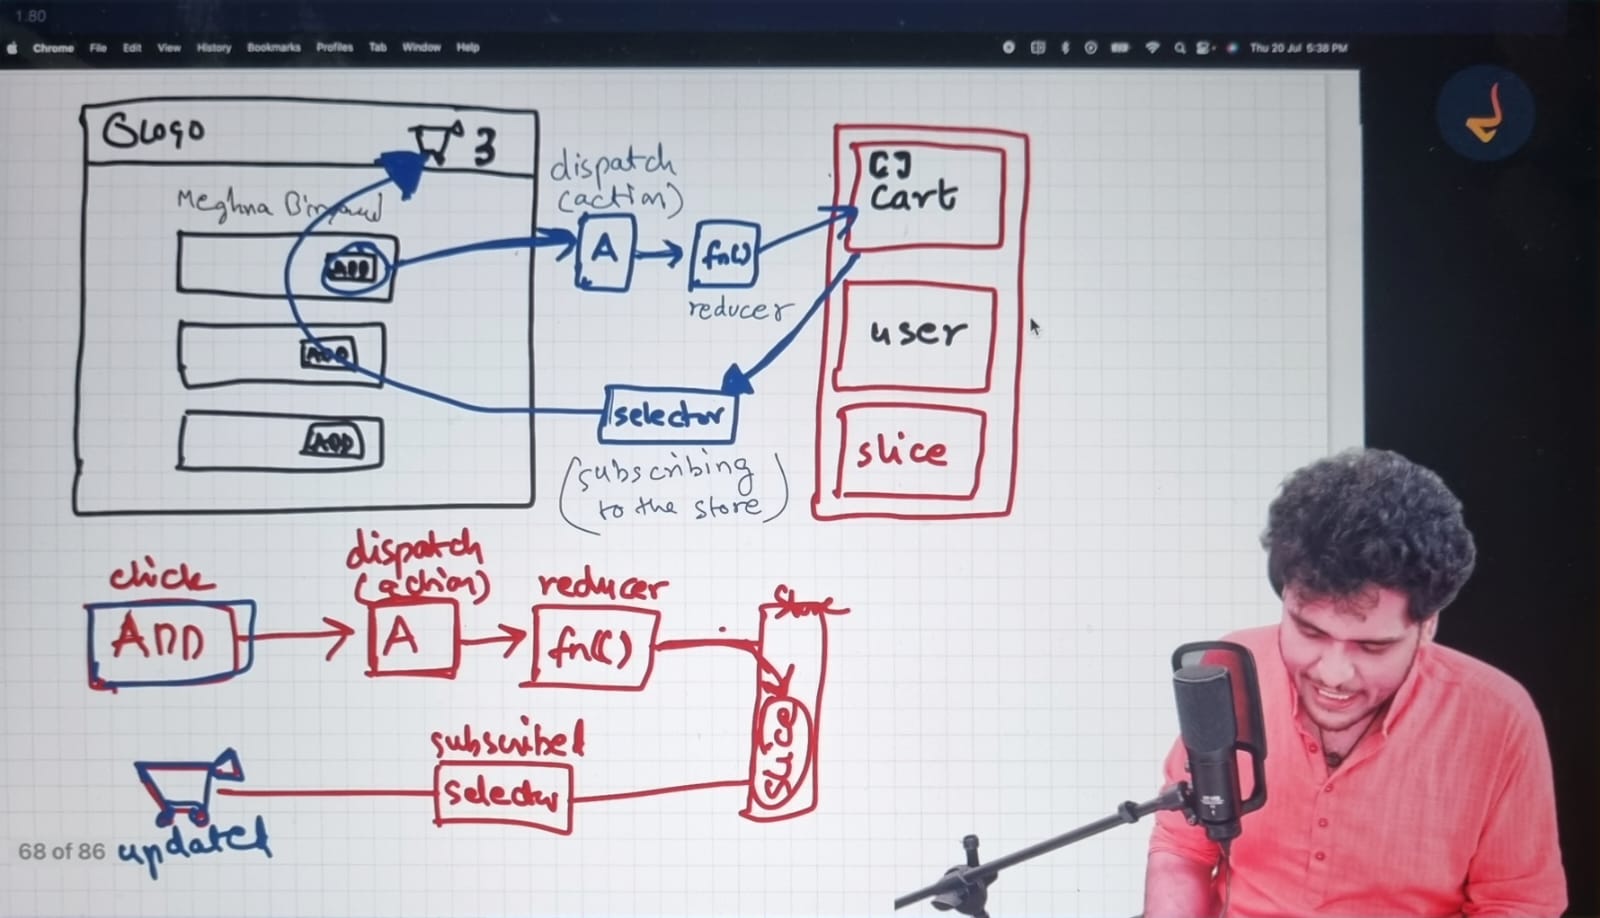 1.80
Chrome File Edit View History Bookmarks Profiles Tab Window Help
Thu 20 Jul 5:38 PM
Logo
3
Meghna
ADD
ADD
ADD
dispatch
(action)
A
fn()
reducer
selector
(subscribing
to the store)
[]
cart
user
slice
click
ADD
dispatch
(action)
A
reducer
fn()
Store
slice
subscribed
selector
updated
68 of 86